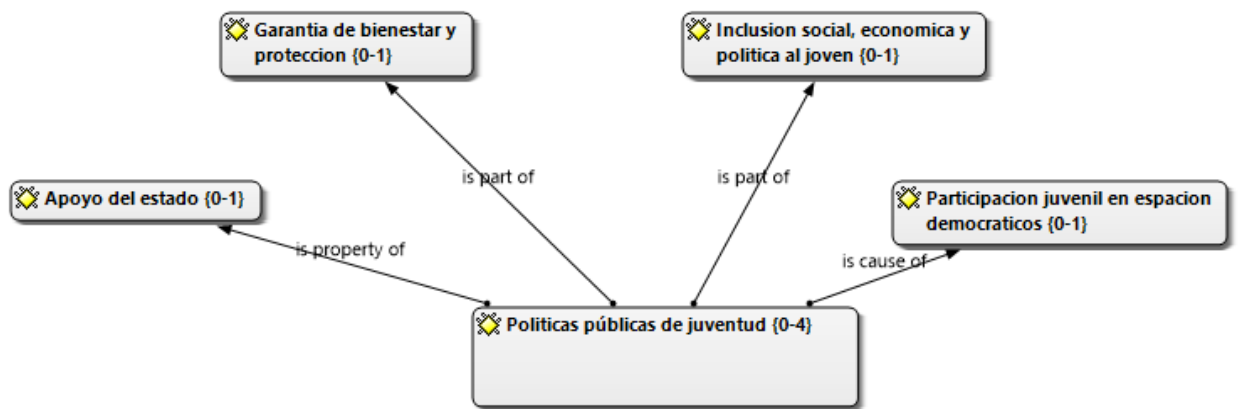 Garantia de bienestar y
proteccion {0-1}
Inclusion social, economica y
politica al joven {0-1}
is part of
is part of
Apoyo del estado {0-1}
Participacion juvenil en espacion
democraticos {0-1}
is property of
is cause of
Politicas públicas de juventud {0-4}